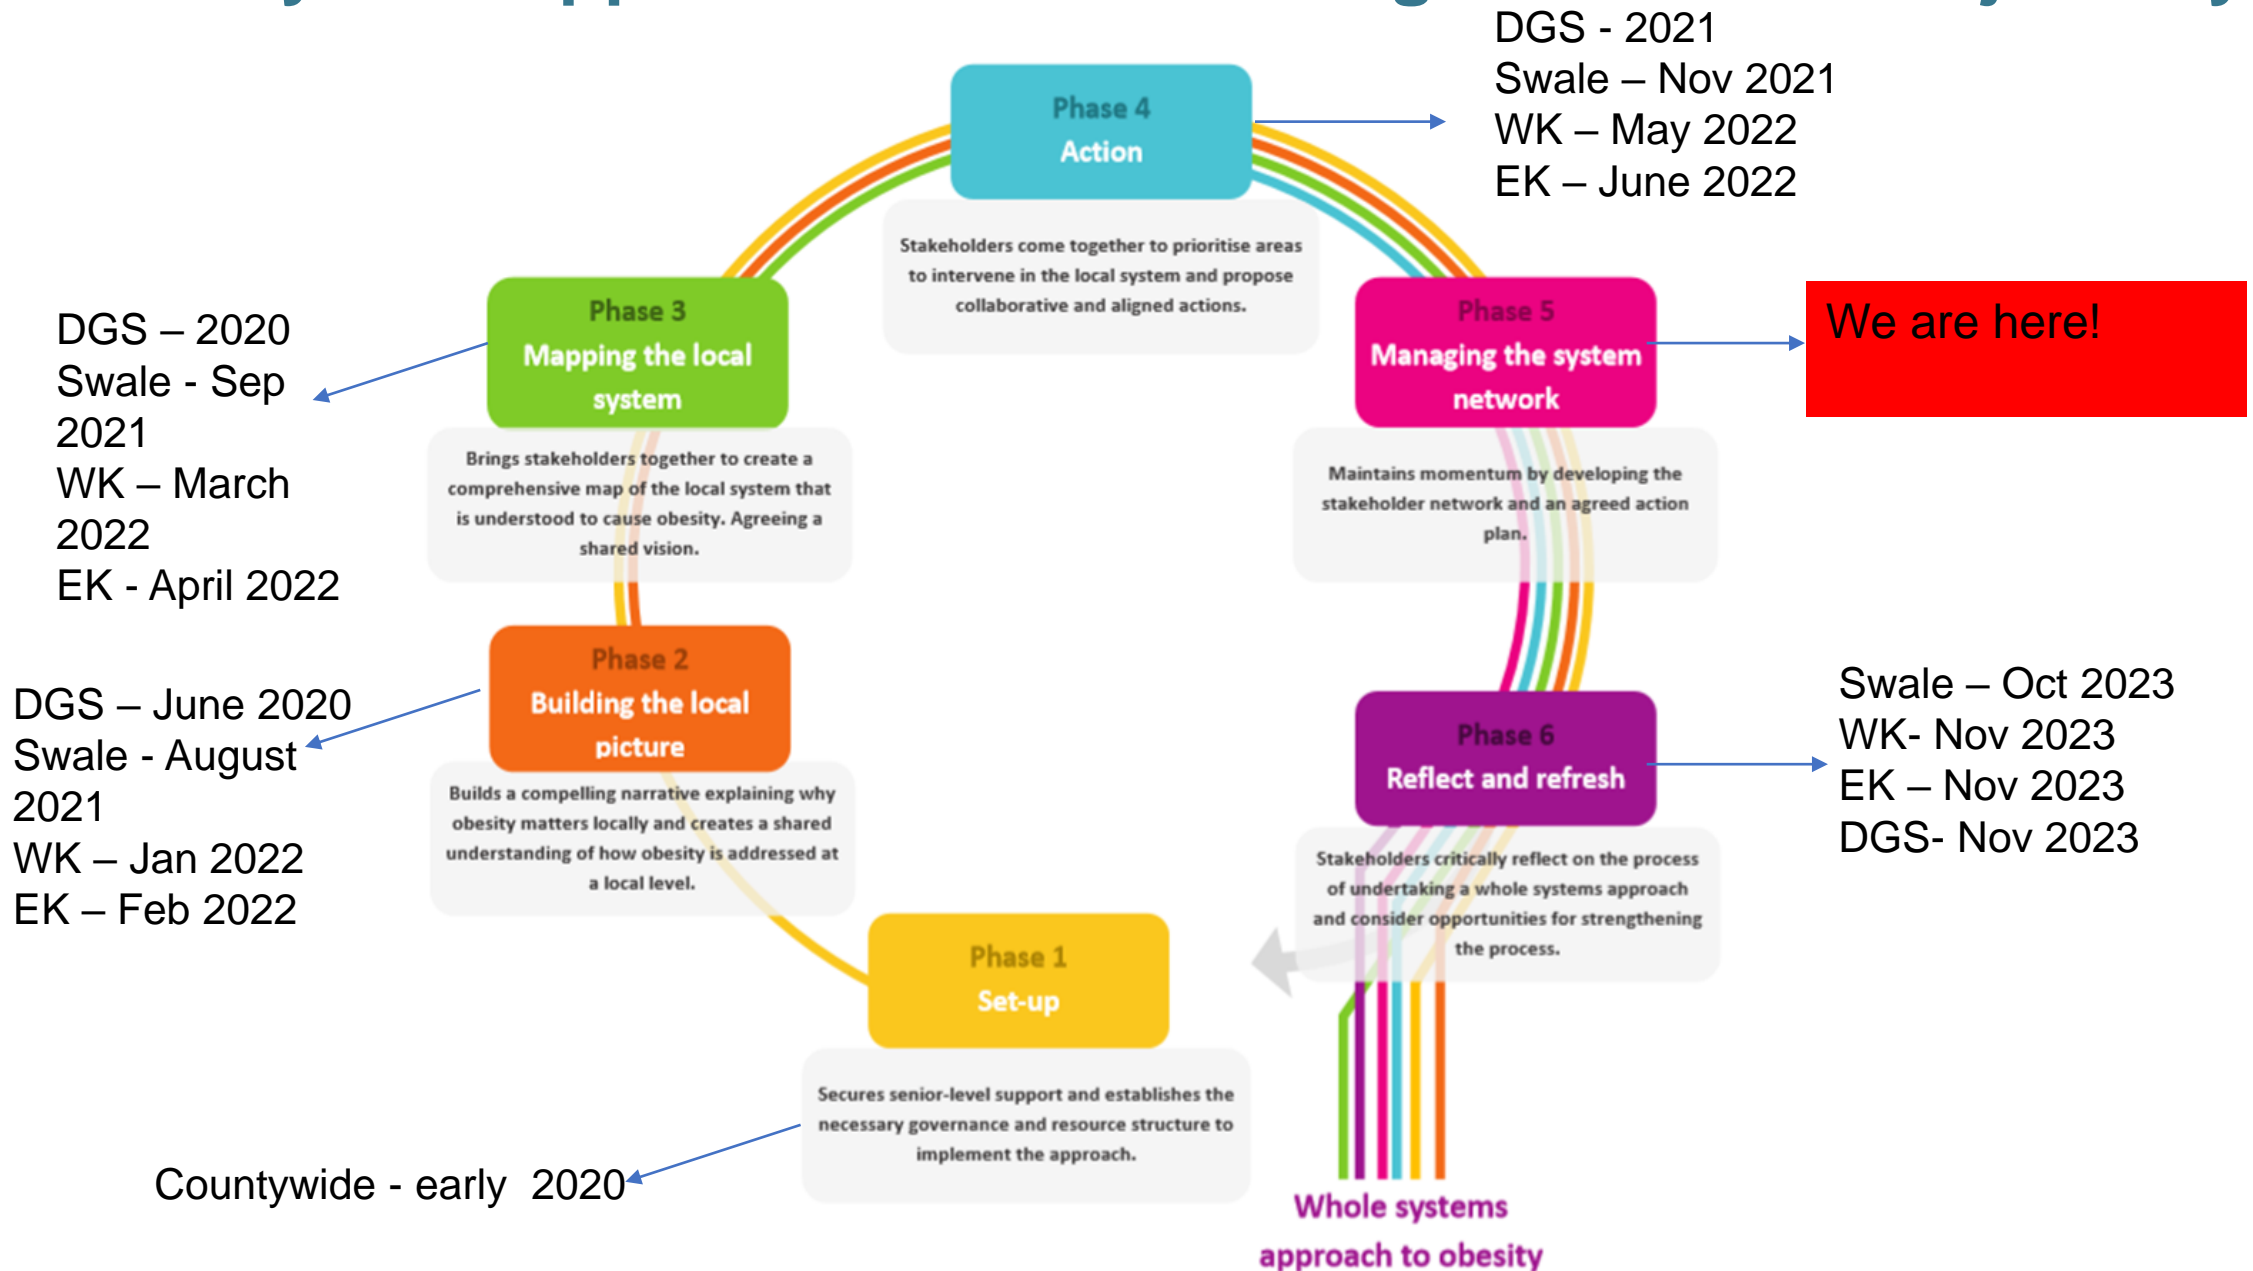 DGS - 2021
Swale – Nov 2021
WK – May 2022
EK – June 2022
Phase 4
Action
Stakeholders come together to prioritise areas
to intervene in the local system and propose
collaborative and aligned actions.
Phase 3
Mapping the local
system
Brings stakeholders together to create a
comprehensive map of the local system that
is understood to cause obesity. Agreeing a
shared vision.
DGS – 2020
Swale - Sep
2021
WK – March
2022
EK - April 2022
Phase 5
Managing the system
network
Maintains momentum by developing the
stakeholder network and an agreed action
plan.
We are here!
Phase 2
Building the local
picture
Builds a compelling narrative explaining why
obesity matters locally and creates a shared
understanding of how obesity is addressed at
a local level.
DGS – June 2020
Swale - August
2021
WK – Jan 2022
EK – Feb 2022
Phase 6
Reflect and refresh
Stakeholders critically reflect on the process
of undertaking a whole systems approach
and consider opportunities for strengthening
the process.
Swale – Oct 2023
WK- Nov 2023
EK – Nov 2023
DGS- Nov 2023
Phase 1
Set-up
Secures senior-level support and establishes the
necessary governance and resource structure to
implement the approach.
Countywide - early 2020
Whole systems
approach to obesity